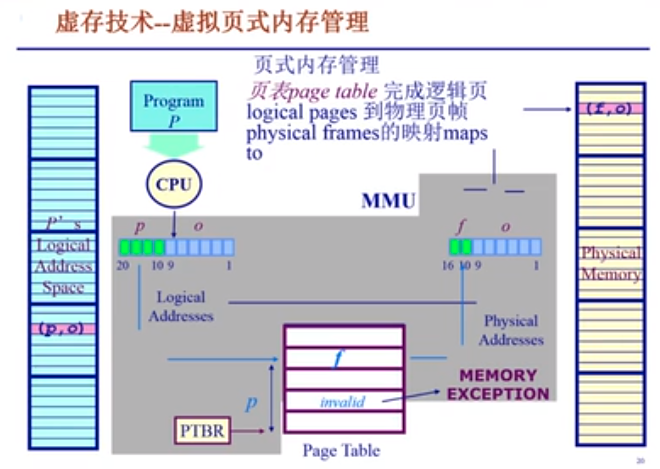 虚存技术--虚拟页式内存管理
页式内存管理
页表page table 完成逻辑页
logical pages 到物理页帧
physical frames的映射maps
to
Program
P
CPU
MMU
(f,o)
P's
Logical
Address
Space
(p,o)
p o
20 10 9 1
f o
16 10 9 1
Logical
Addresses
Physical
Addresses
Physical
Memory
f
p
invalid
MEMORY
EXCEPTION
PTBR
Page Table
20